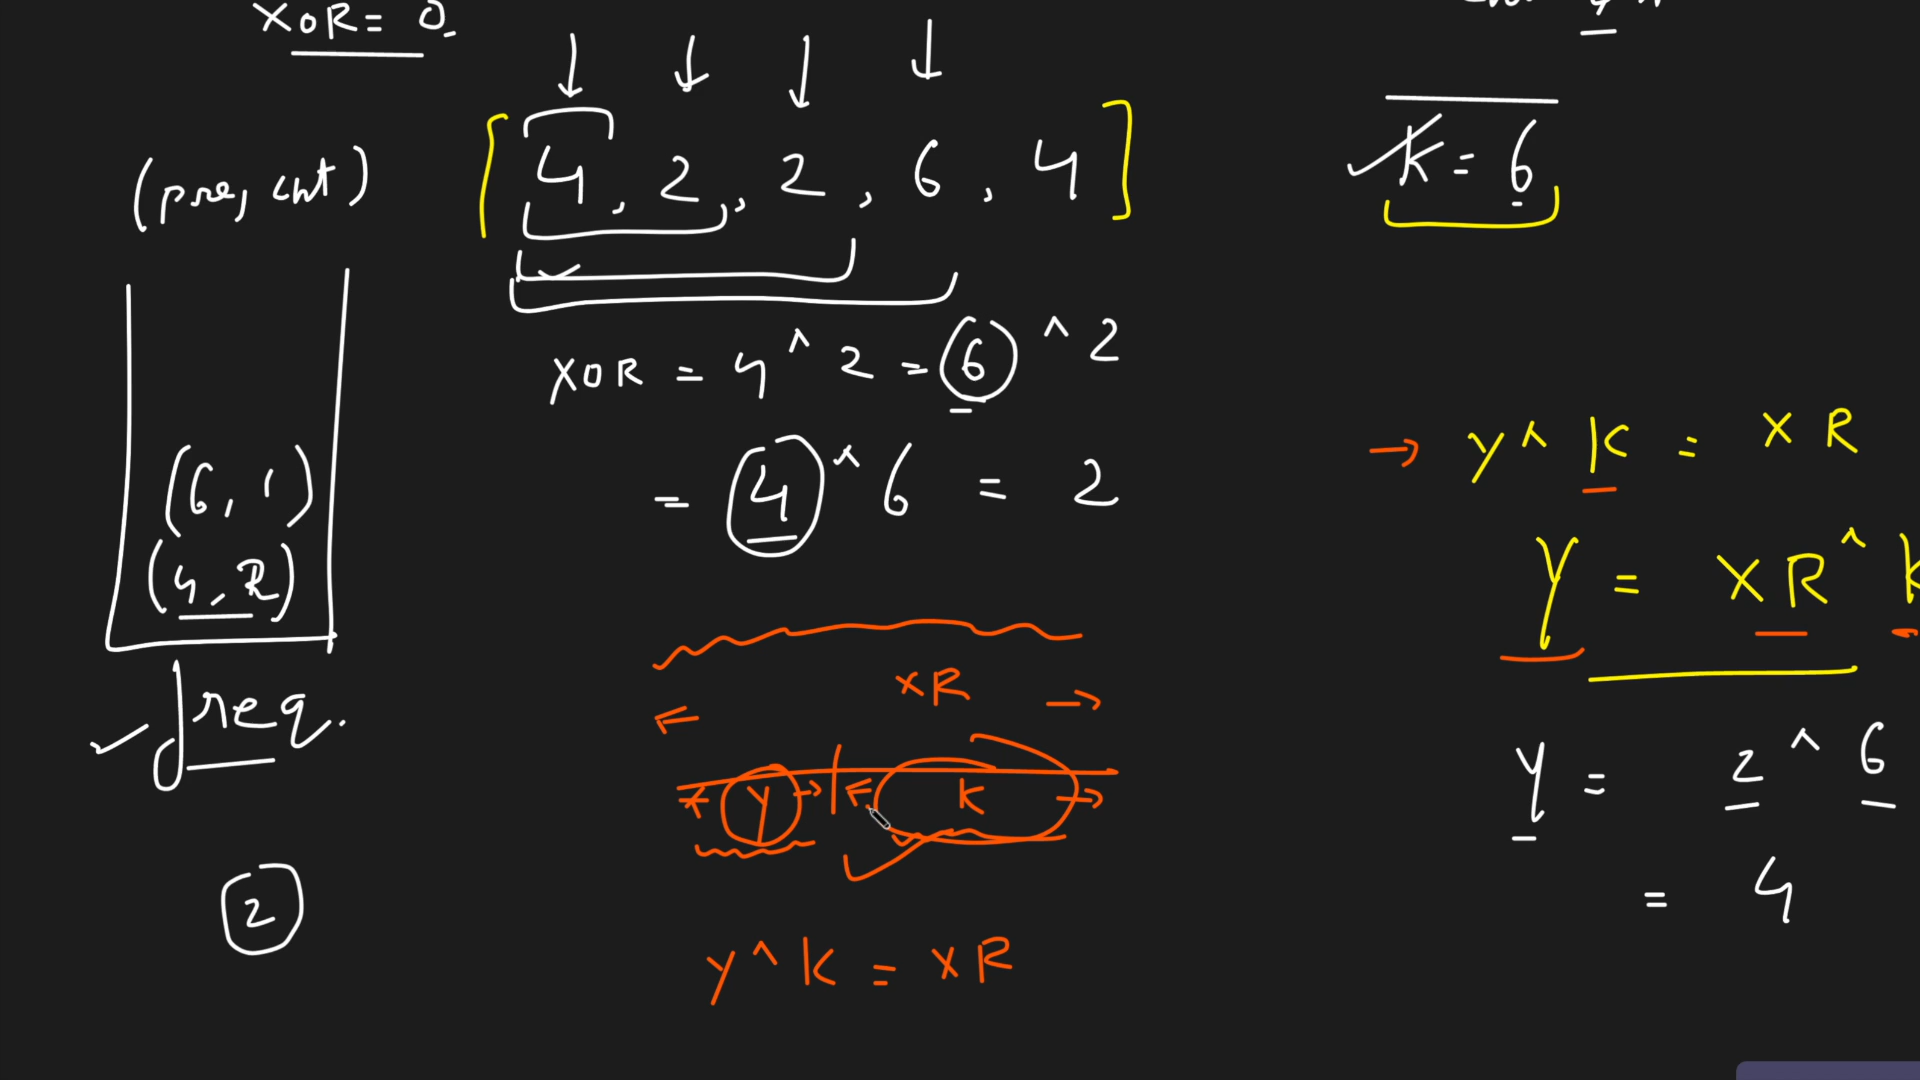 XOR = 0
(pre, cnt)
[4, 2, 2, 6, 4]
K = 6
XOR = 4 ^ 2 = 6 ^ 2
= 4 ^ 6 = 2
(6, 1)
(4, 2)
freq.
2
XR
Y K
Y ^ K = XR
→ Y ^ K = XR
Y = XR ^ K
Y = 2 ^ 6
= 4